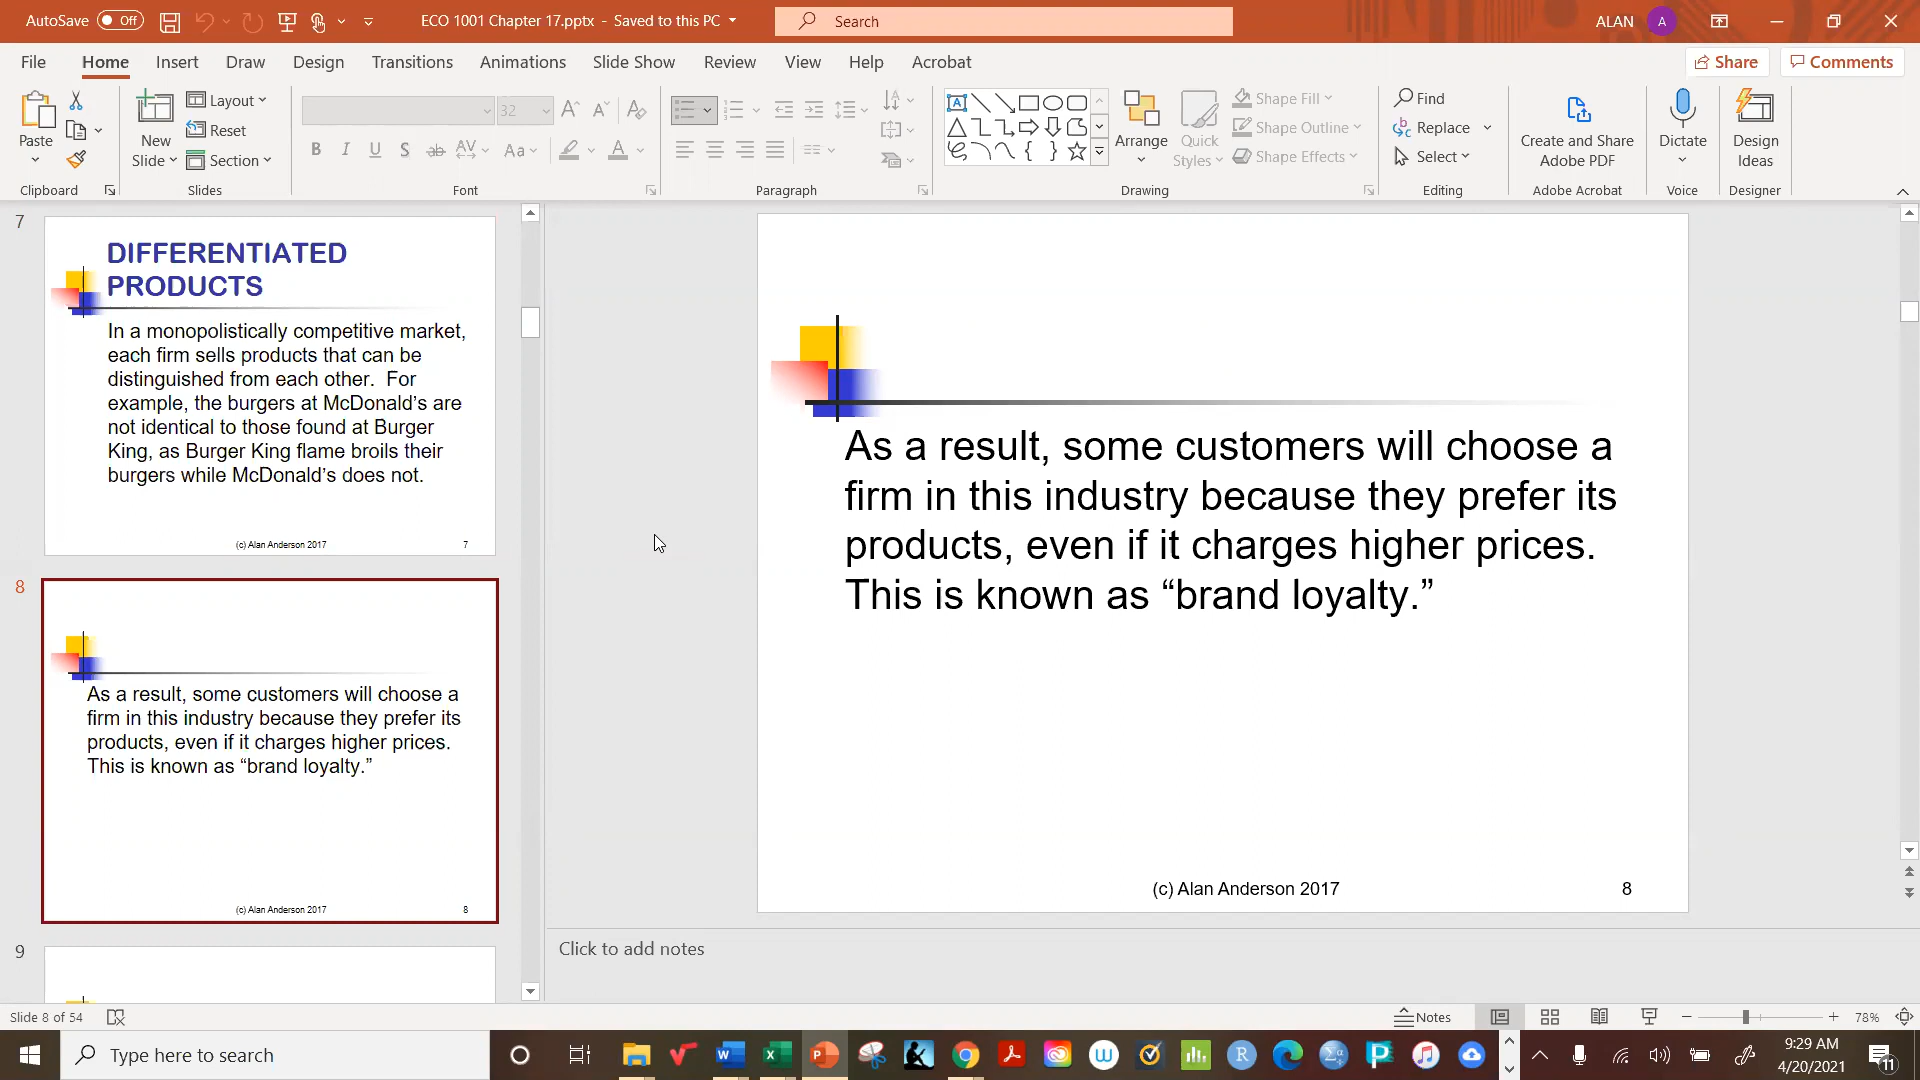 AutoSave Off ECO 1001 Chapter 17.pptx - Saved to this PC Search ALAN A
File Home Insert Draw Design Transitions Animations Slide Show Review View Help Acrobat Share Comments
Paste
New Slide
Layout
Reset
Section
32
B I U S ab AV Aa A
Shape Fill
Shape Outline
Shape Effects
Arrange
Quick Styles
Find
Replace
Select
Create and Share Adobe PDF
Dictate
Design Ideas
Clipboard Slides Font Paragraph Drawing Editing Adobe Acrobat Voice Designer
7
DIFFERENTIATED
PRODUCTS
In a monopolistically competitive market,
each firm sells products that can be
distinguished from each other. For
example, the burgers at McDonald’s are
not identical to those found at Burger
King, as Burger King flame broils their
burgers while McDonald’s does not.
(c) Alan Anderson 2017 7
8
As a result, some customers will choose a
firm in this industry because they prefer its
products, even if it charges higher prices.
This is known as “brand loyalty.”
(c) Alan Anderson 2017 8
9
As a result, some customers will choose a
firm in this industry because they prefer its
products, even if it charges higher prices.
This is known as “brand loyalty.”
(c) Alan Anderson 2017 8
Click to add notes
Slide 8 of 54 Notes 78%
Type here to search
9:29 AM
4/20/2021
11